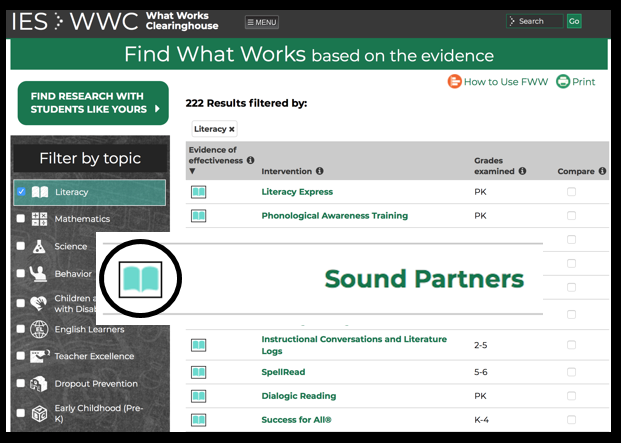 IES WWC What Works Clearinghouse
MENU
Search
Go
Find What Works based on the evidence
How to Use FWW
Print
FIND RESEARCH WITH
STUDENTS LIKE YOURS
222 Results filtered by:
Literacy ×
Filter by topic
Literacy
Mathematics
Science
Behavior
Children a
with Disab
English Learners
Teacher Excellence
Dropout Prevention
Early Childhood (Pre-
K)
Evidence of
effectiveness
▼
Intervention
Grades
examined
Compare
Literacy Express PK
Phonological Awareness Training PK
Sound Partners
Instructional Conversations and Literature
Logs 2-5
SpellRead 5-6
Dialogic Reading PK
Success for All® K-4